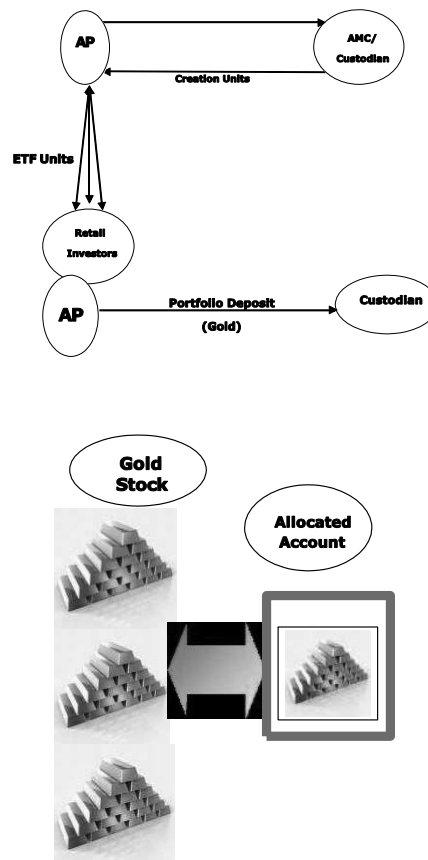 AP
AMC/
Custodian
Creation Units
ETF Units
Retail
Investors
AP
Portfolio Deposit
(Gold)
Custodian
Gold
Stock
Allocated
Account